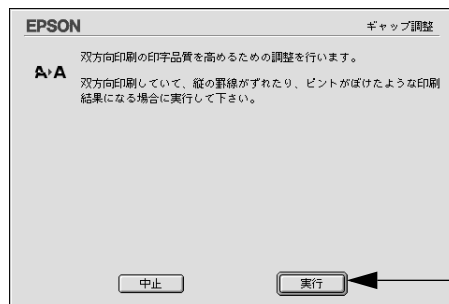 EPSON ギャップ調整
双方向印刷の印字品質を高めるための調整を行います。
A▸A
双方向印刷していて、縦の罫線がずれたり、ピントがぼけたような印刷
結果になる場合に実行して下さい。
中止 実行